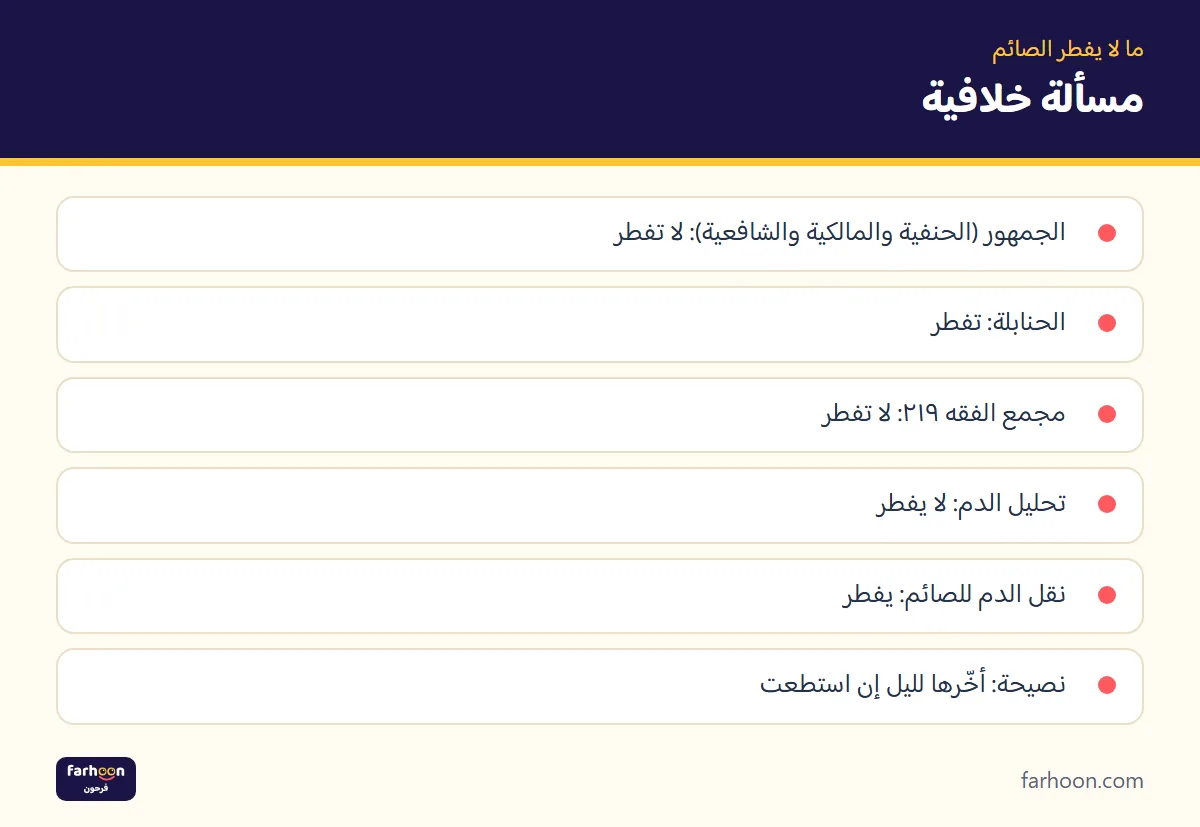 ما لا يفطر الصائم
مسألة خلافية
الجمهور (الحنفية والمالكية والشافعية): لا تفطر
الحنابلة: تفطر
مجمع الفقه ٢١٩: لا تفطر
تحليل الدم: لا يفطر
نقل الدم للصائم: يفطر
نصيحة: أخّرها لليل إن استطعت
farhoon
فرحون
farhoon.com